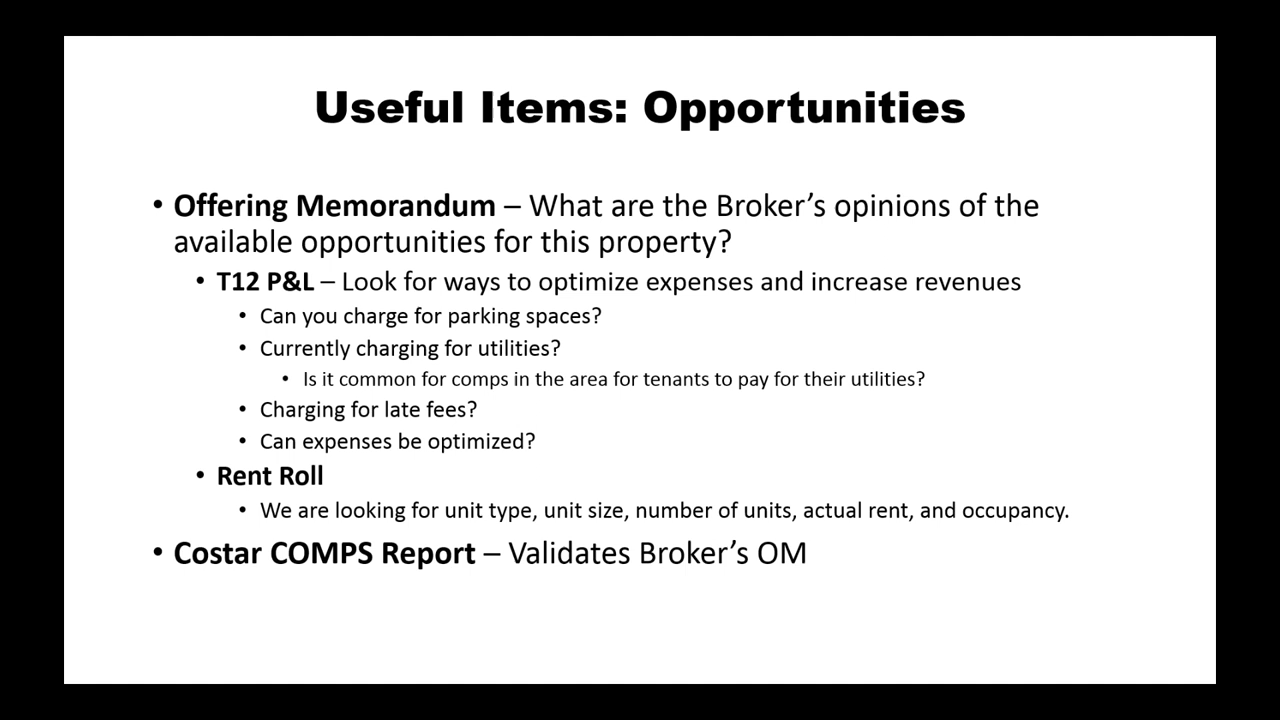 Useful Items: Opportunities
• Offering Memorandum – What are the Broker’s opinions of the
available opportunities for this property?
• T12 P&L – Look for ways to optimize expenses and increase revenues
• Can you charge for parking spaces?
• Currently charging for utilities?
• Is it common for comps in the area for tenants to pay for their utilities?
• Charging for late fees?
• Can expenses be optimized?
• Rent Roll
• We are looking for unit type, unit size, number of units, actual rent, and occupancy.
• Costar COMPS Report – Validates Broker’s OM